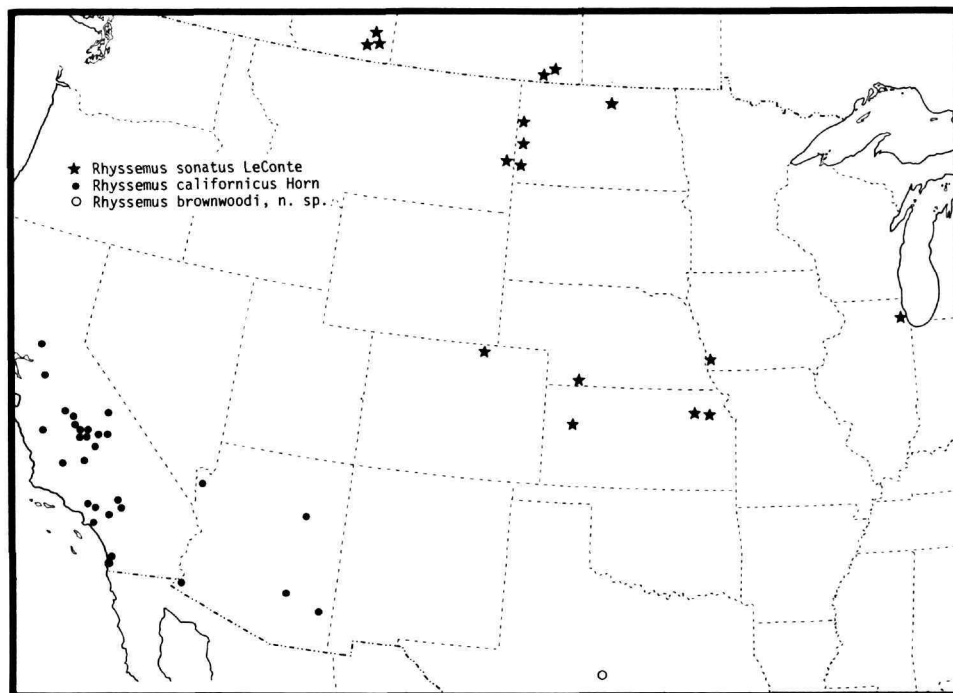 ★ Rhyssemus sonatus LeConte
● Rhyssemus californicus Horn
○ Rhyssemus brownwoodi, n. sp.